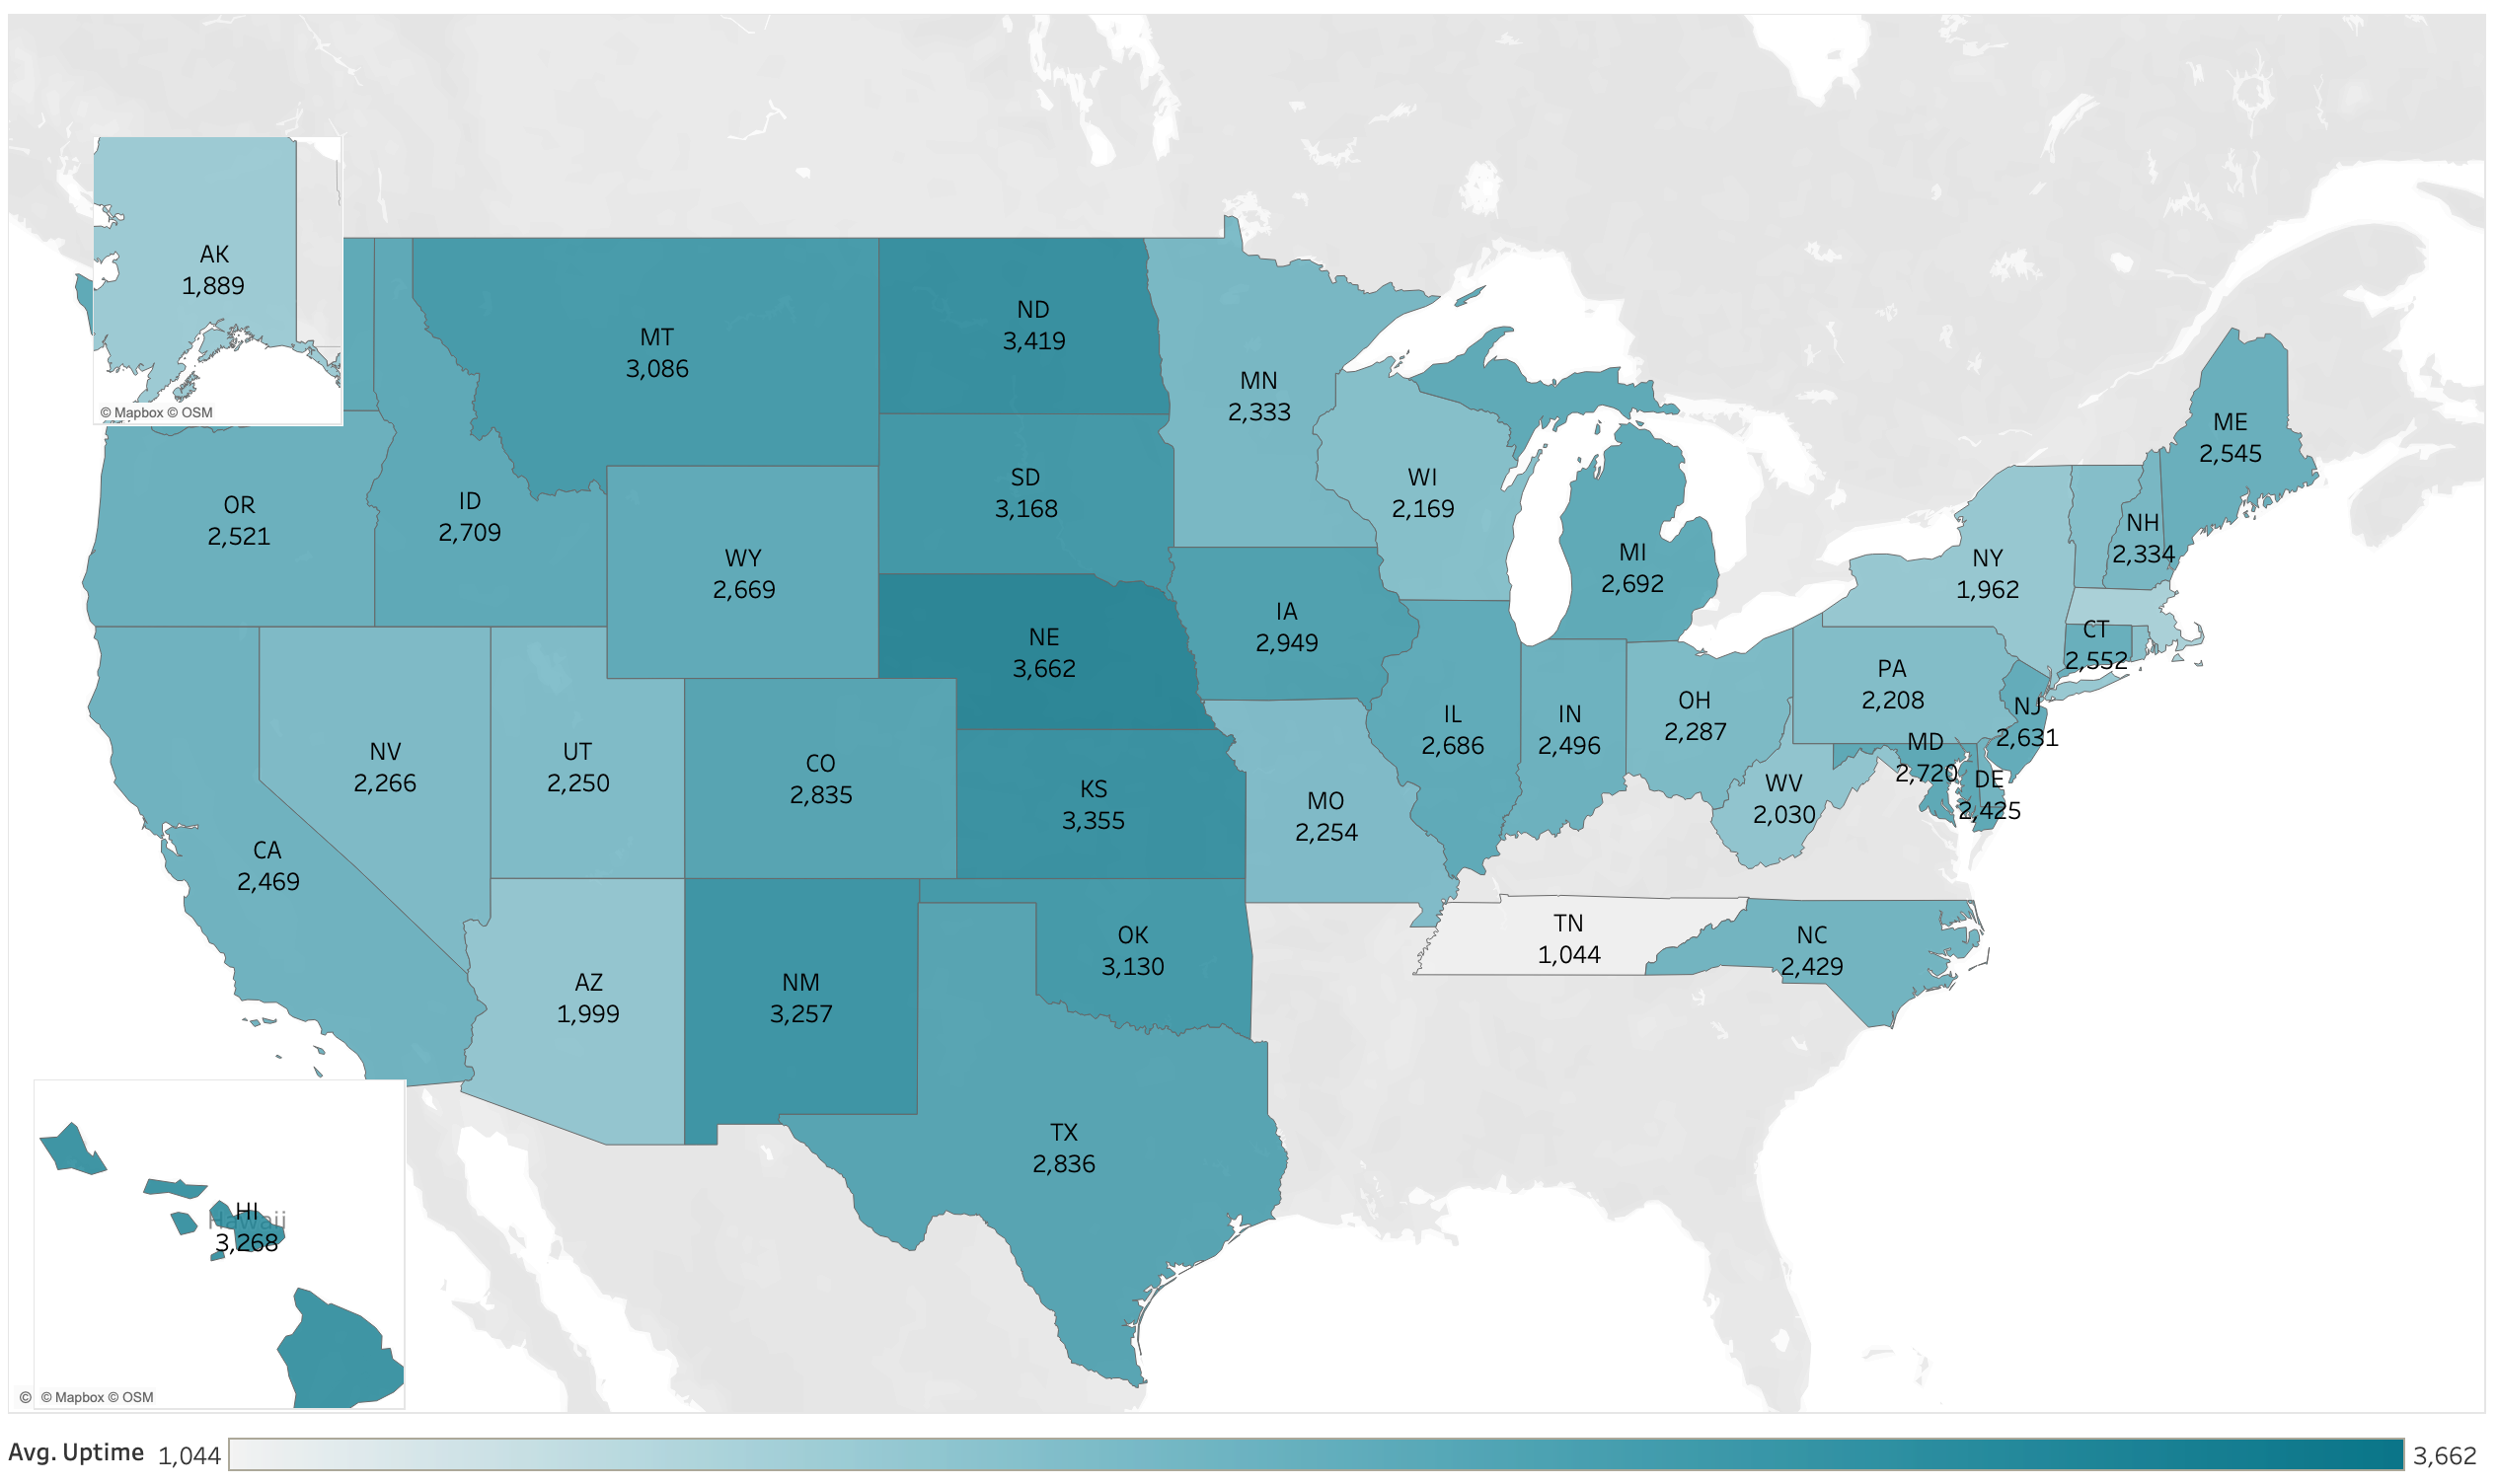 AK
1,889
© Mapbox © OSM
MT
3,086
ND
3,419
MN
2,333
ME
2,545
OR
2,521
ID
2,709
SD
3,168
WI
2,169
WY
2,669
MI
2,692
NH
2,334
NY
1,962
NE
3,662
IA
2,949
CT
2,552
PA
2,208
NV
2,266
UT
2,250
CO
2,835
IL
2,686
IN
2,496
OH
2,287
NJ
2,631
MD
2,720
DE
2,425
WV
2,030
KS
3,355
MO
2,254
CA
2,469
AZ
1,999
NM
3,257
OK
3,130
TN
1,044
NC
2,429
TX
2,836
HI
Hawaii
3,268
© © Mapbox © OSM
Avg. Uptime 1,044 3,662